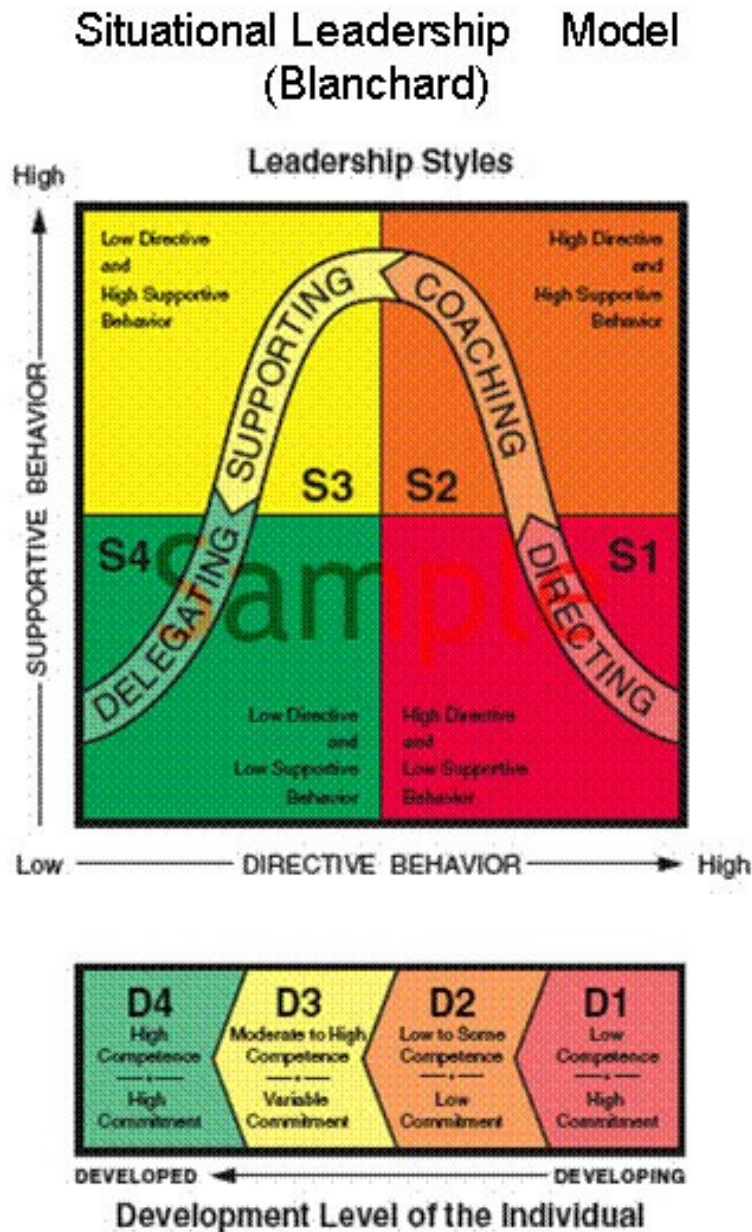 Situational Leadership Model
(Blanchard)
Leadership Styles
High
Low Directive
and
High Supportive
Behavior
High Directive
and
High Supportive
Behavior
SUPPORTING
COACHING
S3
S2
SUPPORTIVE BEHAVIOR
S4
S1
Sample
DELEGATING
DIRECTING
Low Directive
and
Low Supportive
Behavior
High Directive
and
Low Supportive
Behavior
Low
DIRECTIVE BEHAVIOR
High
D4
High
Competence
High
Commitment
D3
Moderate to High
Competence
Variable
Commitment
D2
Low to Some
Competence
Low
Commitment
D1
Low
Competence
High
Commitment
DEVELOPED
DEVELOPING
Development Level of the Individual